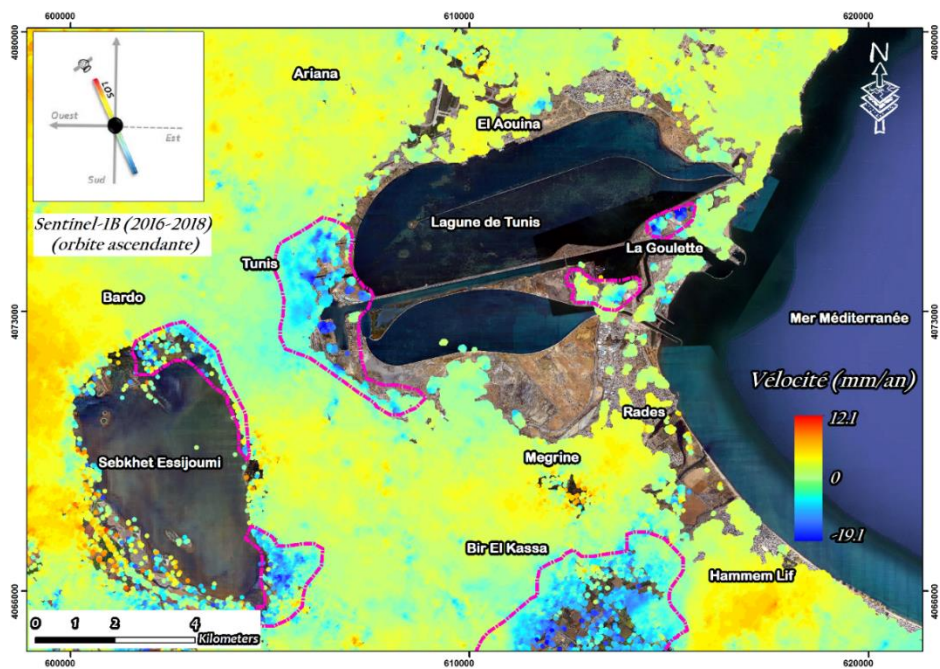 600000
610000
620000
4080000
4080000
LOS
Ouest
Est
Sud
Sentinel-1B (2016-2018)
(orbite ascendante)
N
Ariana
El Aouina
Lagune de Tunis
La Goulette
Tunis
Bardo
4073000
4073000
Mer Méditerranée
Vélocité (mm/an)
12.1
0
-19.1
Rades
Megrine
Sebkhet Essijoumi
Bir El Kassa
Hammem Lif
4066000
4066000
0 1 2 4
Kilometers
600000
610000
620000